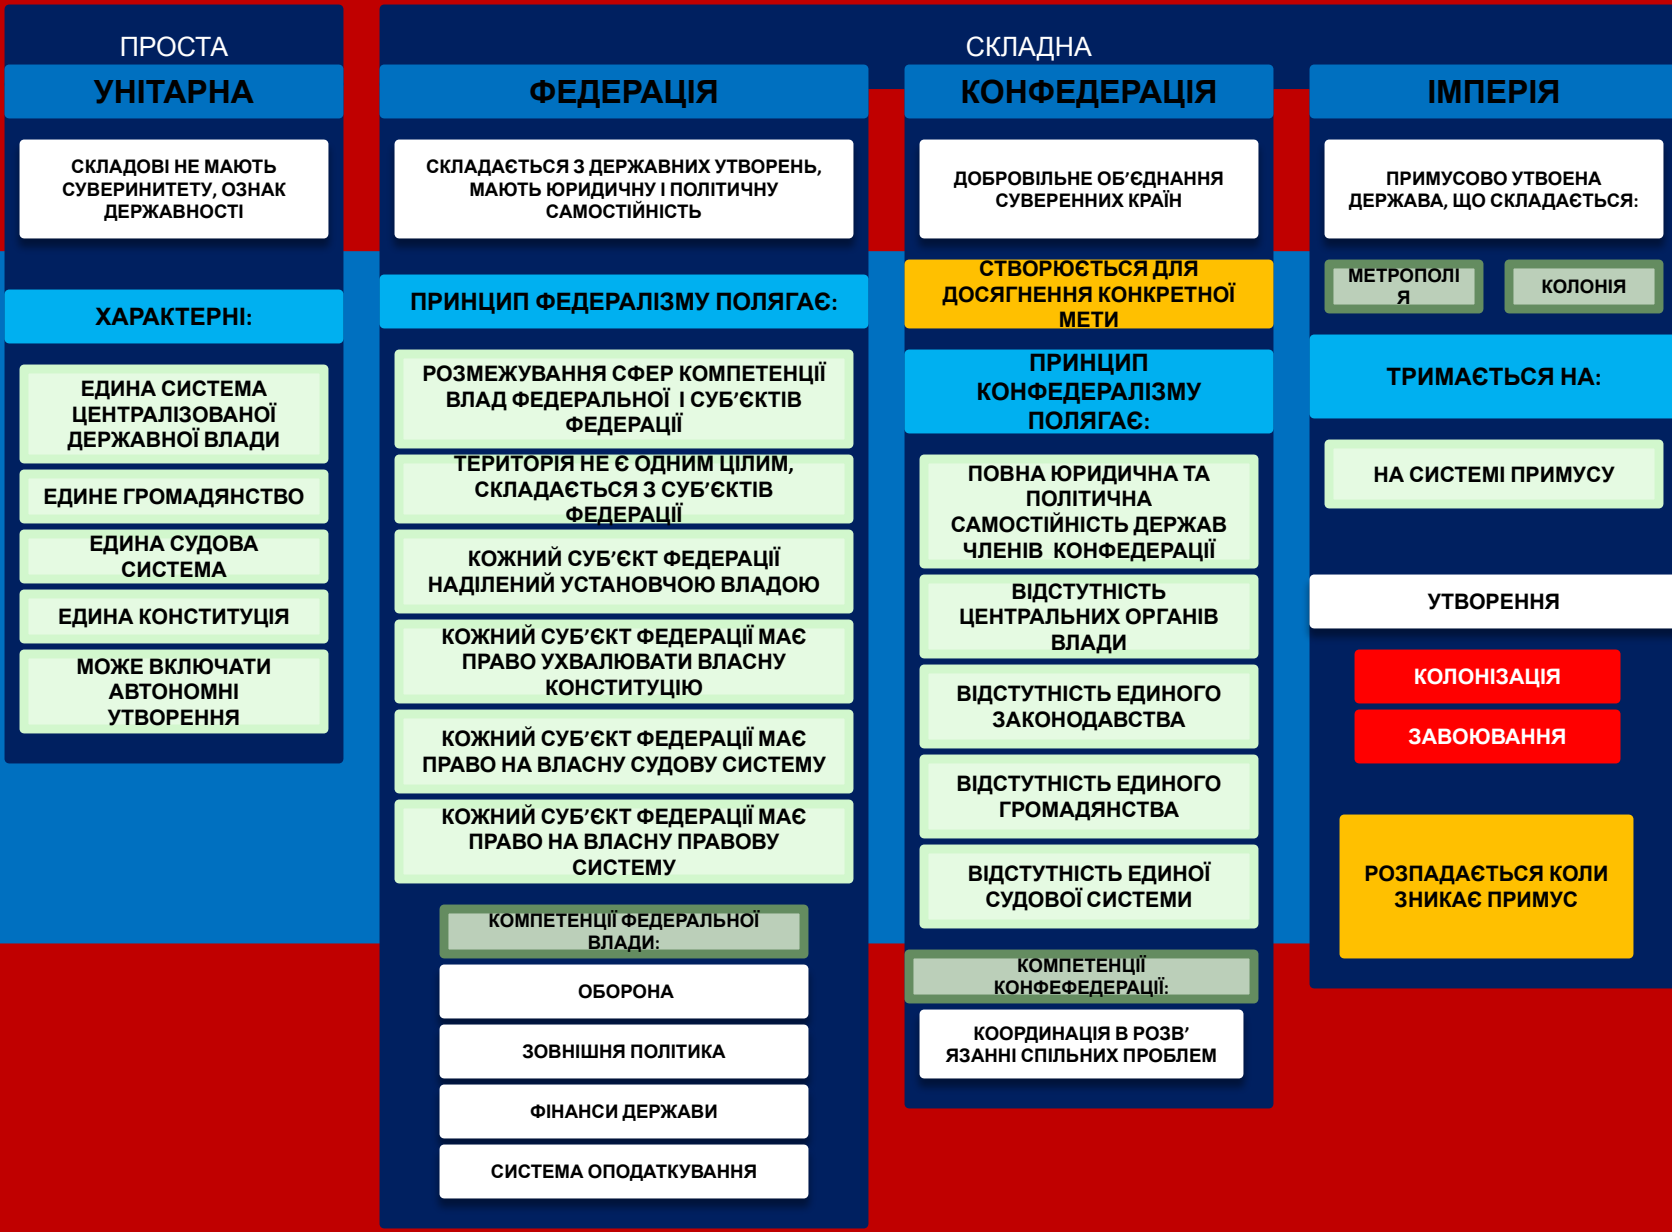 ПРОСТА
УНІТАРНА
СКЛАДОВІ НЕ МАЮТЬ
СУВЕРИНИТЕТУ, ОЗНАК
ДЕРЖАВНОСТІ
ХАРАКТЕРНІ:
ЕДИНА СИСТЕМА
ЦЕНТРАЛІЗОВАНОЇ
ДЕРЖАВНОЇ ВЛАДИ
ЕДИНЕ ГРОМАДЯНСТВО
ЕДИНА СУДОВА
СИСТЕМА
ЕДИНА КОНСТИТУЦІЯ
МОЖЕ ВКЛЮЧАТИ
АВТОНОМНІ
УТВОРЕННЯ
СКЛАДНА
ФЕДЕРАЦІЯ
СКЛАДАЄТЬСЯ З ДЕРЖАВНИХ УТВОРЕНЬ,
МАЮТЬ ЮРИДИЧНУ І ПОЛІТИЧНУ
САМОСТІЙНІСТЬ
ПРИНЦИП ФЕДЕРАЛІЗМУ ПОЛЯГАЄ:
РОЗМЕЖУВАННЯ СФЕР КОМПЕТЕНЦІЇ
ВЛАД ФЕДЕРАЛЬНОЇ І СУБ’ЄКТІВ
ФЕДЕРАЦІЇ
ТЕРИТОРІЯ НЕ Є ОДНИМ ЦІЛИМ,
СКЛАДАЄТЬСЯ З СУБ’ЄКТІВ
ФЕДЕРАЦІЇ
КОЖНИЙ СУБ’ЄКТ ФЕДЕРАЦІЇ
НАДІЛЕНИЙ УСТАНОВЧОЮ ВЛАДОЮ
КОЖНИЙ СУБ’ЄКТ ФЕДЕРАЦІЇ МАЄ
ПРАВО УХВАЛЮВАТИ ВЛАСНУ
КОНСТИТУЦІЮ
КОЖНИЙ СУБ’ЄКТ ФЕДЕРАЦІЇ МАЄ
ПРАВО НА ВЛАСНУ СУДОВУ СИСТЕМУ
КОЖНИЙ СУБ’ЄКТ ФЕДЕРАЦІЇ МАЄ
ПРАВО НА ВЛАСНУ ПРАВОВУ
СИСТЕМУ
КОМПЕТЕНЦІЇ ФЕДЕРАЛЬНОЇ
ВЛАДИ:
ОБОРОНА
ЗОВНІШНЯ ПОЛІТИКА
ФІНАНСИ ДЕРЖАВИ
СИСТЕМА ОПОДАТКУВАННЯ
КОНФЕДЕРАЦІЯ
ДОБРОВІЛЬНЕ ОБ’ЄДНАННЯ
СУВЕРЕННИХ КРАЇН
СТВОРЮЄТЬСЯ ДЛЯ
ДОСЯГНЕННЯ КОНКРЕТНОЇ
МЕТИ
ПРИНЦИП
КОНФЕДЕРАЛІЗМУ
ПОЛЯГАЄ:
ПОВНА ЮРИДИЧНА ТА
ПОЛІТИЧНА
САМОСТІЙНІСТЬ ДЕРЖАВ
ЧЛЕНІВ КОНФЕДЕРАЦІЇ
ВІДСТУТНІСТЬ
ЦЕНТРАЛЬНИХ ОРГАНІВ
ВЛАДИ
ВІДСТУТНІСТЬ ЕДИНОГО
ЗАКОНОДАВСТВА
ВІДСТУТНІСТЬ ЕДИНОГО
ГРОМАДЯНСТВА
ВІДСТУТНІСТЬ ЕДИНОЇ
СУДОВОЇ СИСТЕМИ
КОМПЕТЕНЦІЇ
КОНФЕФЕДЕРАЦІЇ:
КООРДИНАЦІЯ В РОЗВ’
ЯЗАННІ СПІЛЬНИХ ПРОБЛЕМ
ІМПЕРІЯ
ПРИМУСОВО УТВОЕНА
ДЕРЖАВА, ЩО СКЛАДАЄТЬСЯ:
МЕТРОПОЛІ
Я
КОЛОНІЯ
ТРИМАЄТЬСЯ НА:
НА СИСТЕМІ ПРИМУСУ
УТВОРЕННЯ
КОЛОНІЗАЦІЯ
ЗАВОЮВАННЯ
РОЗПАДАЄТЬСЯ КОЛИ
ЗНИКАЄ ПРИМУС